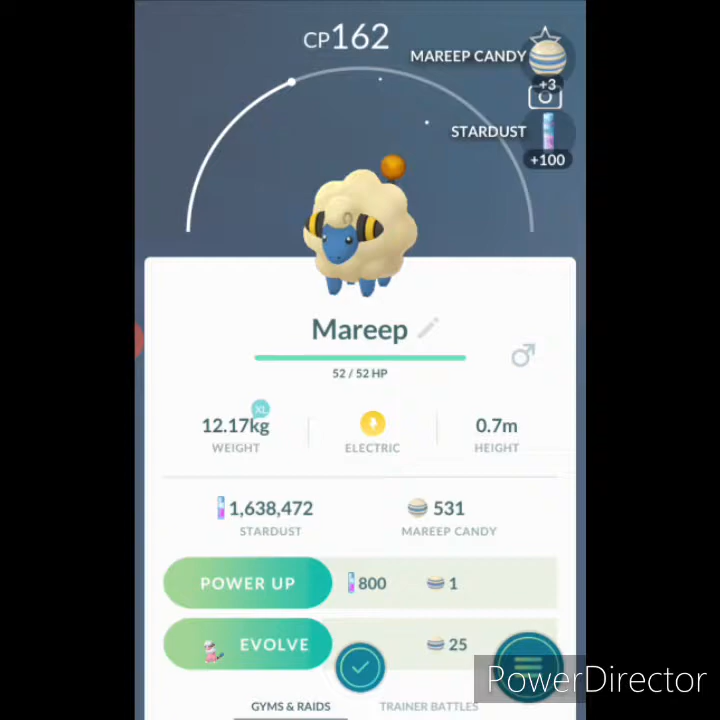 CP162
MAREEP CANDY
+3
STARDUST
+100
Mareep
52 / 52 HP
XL
12.17kg
WEIGHT
ELECTRIC
0.7m
HEIGHT
1,638,472
STARDUST
531
MAREEP CANDY
POWER UP
800
1
EVOLVE
25
GYMS & RAIDS
TRAINER BATTLES
PowerDirector